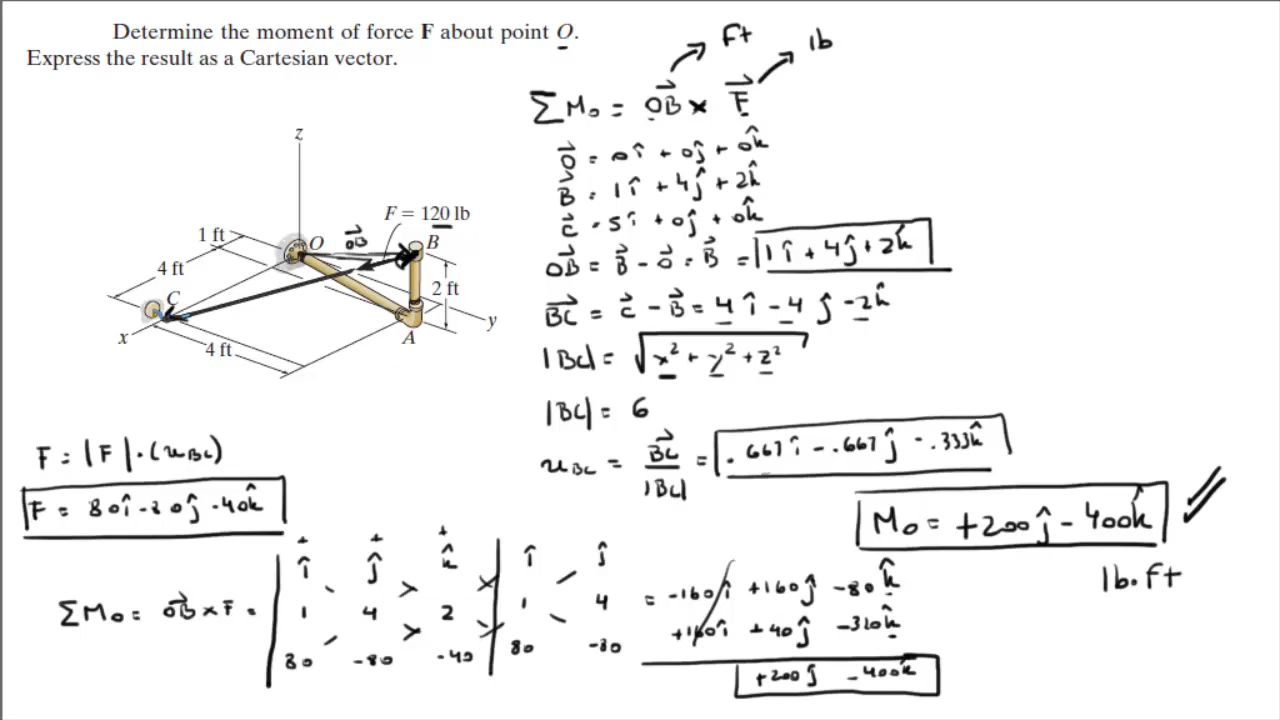 Determine the moment of force F about point O.
Express the result as a Cartesian vector.
z
F = 120 lb
1 ft
O
OB
B
4 ft
2 ft
C
y
x
A
4 ft
Ft
lb
ΣMo = OB × F
O = 0î + 0ĵ + 0k̂
B = 1î + 4ĵ + 2k̂
C = 5î + 0ĵ + 0k̂
OB = B - O = B = 1î + 4ĵ + 2k̂
BC = C - B = 4î - 4ĵ - 2k̂
|BC| = √x² + y² + z²
|BC| = 6
uBC = BC / |BC| = .667î - .667ĵ - .333k̂
F = |F| · (uBC)
F = 80î - 80ĵ - 40k̂
Mo = +200ĵ - 400k̂
lb.ft
+ + +
î ĵ k̂ î ĵ
ΣMo = OB × F = 1 4 2 1 4
80 -80 -40 80 -80
= -160î +160ĵ -80k̂
+160î +40ĵ -320k̂
+200ĵ -400k̂